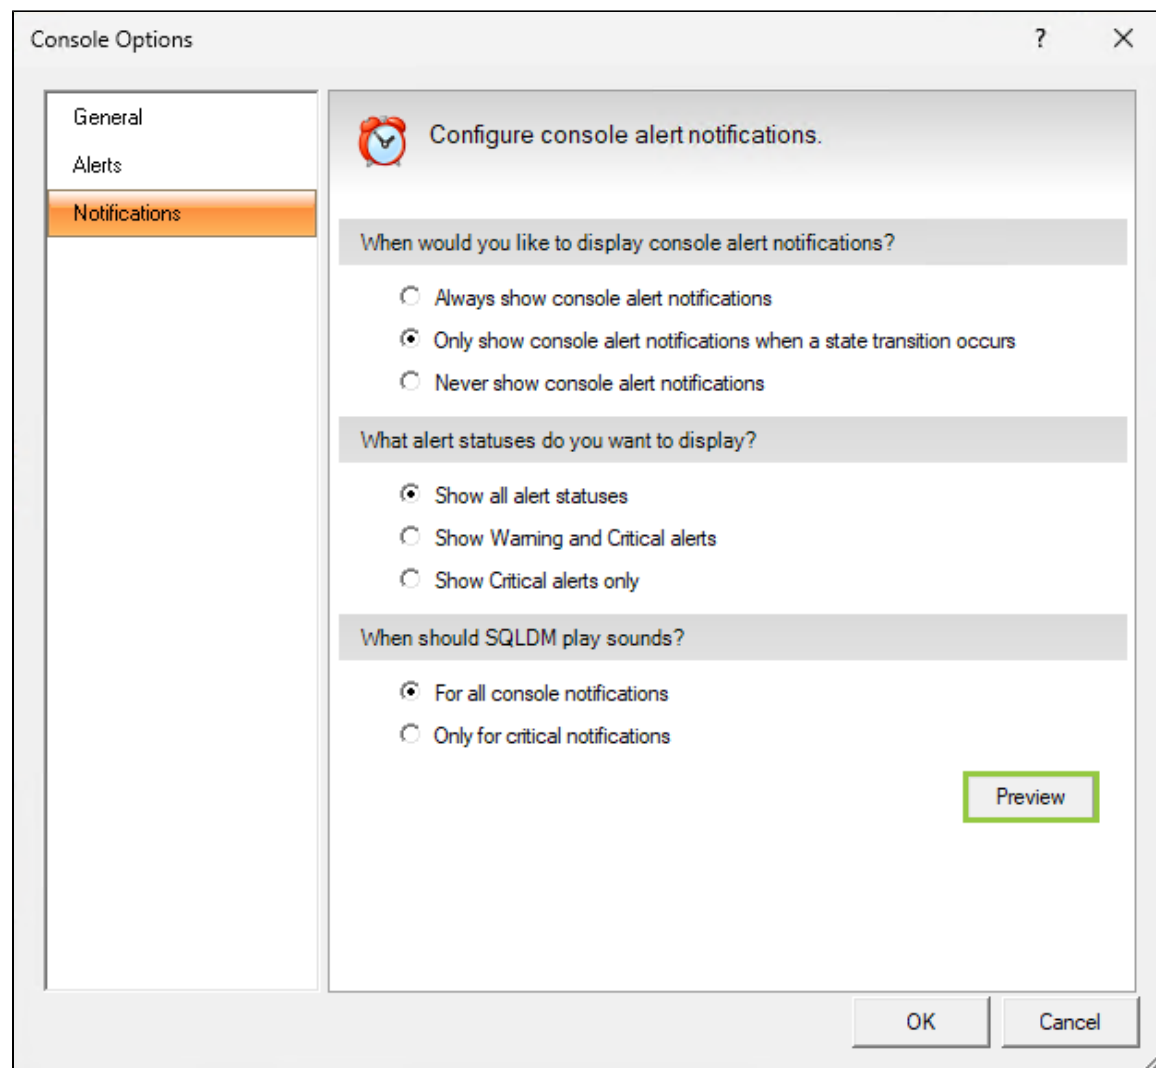 Console Options
?
General
Alerts
Notifications
Configure console alert notifications.
When would you like to display console alert notifications?
Always show console alert notifications
Only show console alert notifications when a state transition occurs
Never show console alert notifications
What alert statuses do you want to display?
Show all alert statuses
Show Warning and Critical alerts
Show Critical alerts only
When should SQLDM play sounds?
For all console notifications
Only for critical notifications
Preview
OK
Cancel